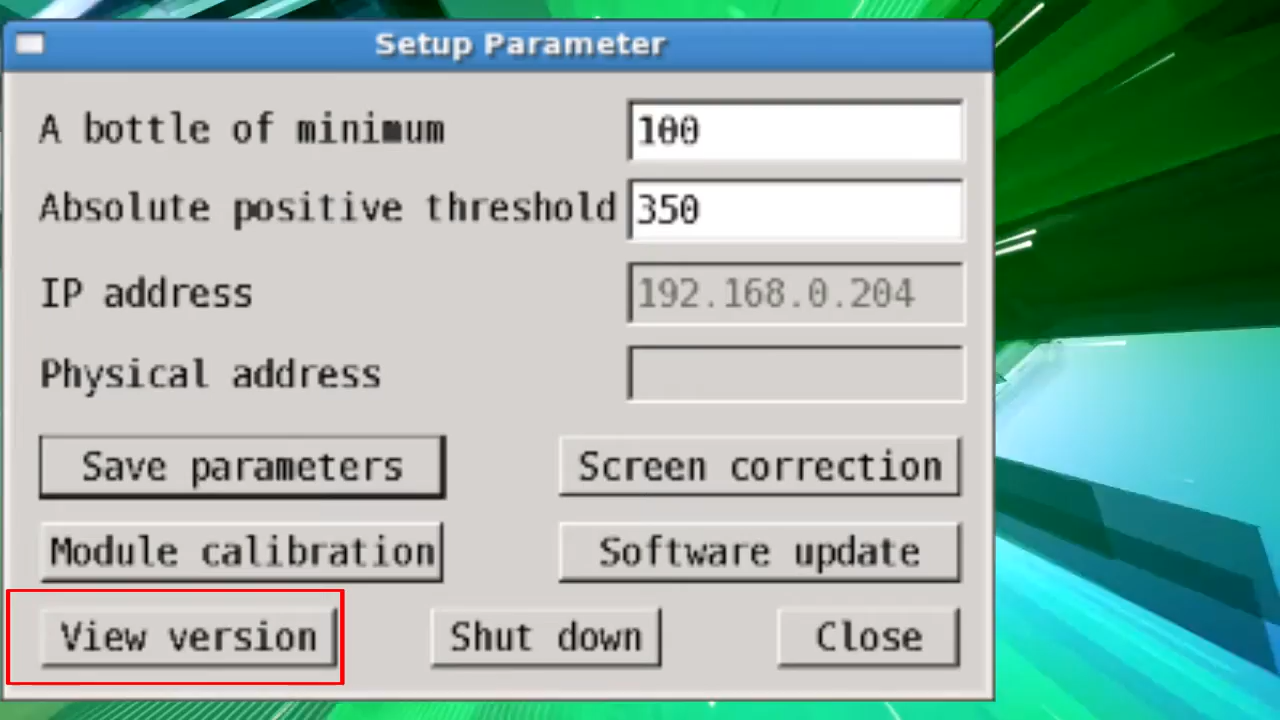 Setup Parameter
A bottle of minimum 100
Absolute positive threshold 350
IP address 192.168.0.204
Physical address
Save parameters Screen correction
Module calibration Software update
View version Shut down Close